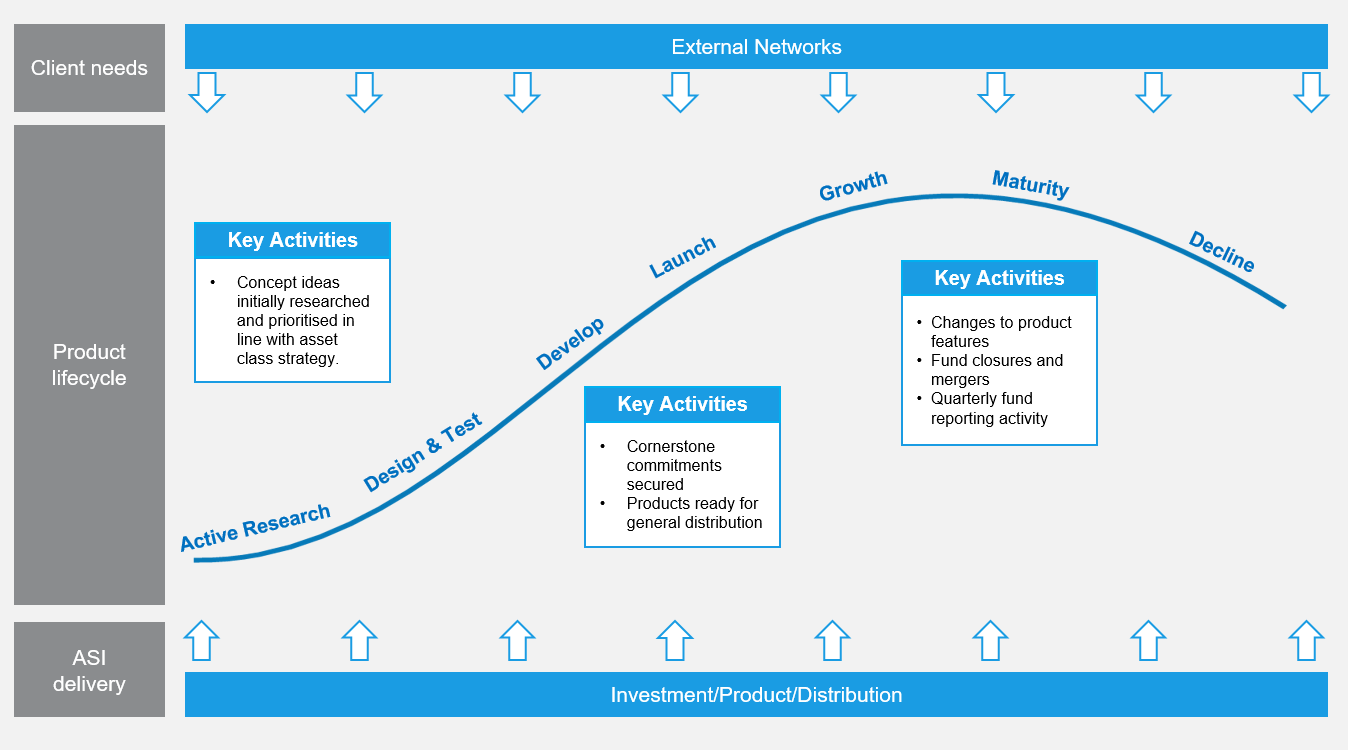 Client needs
External Networks
Product
lifecycle
Key Activities
• Concept ideas
initially researched
and prioritised in
line with asset
class strategy.
Active Research
Design & Test
Develop
Launch
Growth
Maturity
Decline
Key Activities
• Cornerstone
commitments
secured
• Products ready for
general distribution
Key Activities
• Changes to product
features
• Fund closures and
mergers
• Quarterly fund
reporting activity
ASI
delivery
Investment/Product/Distribution